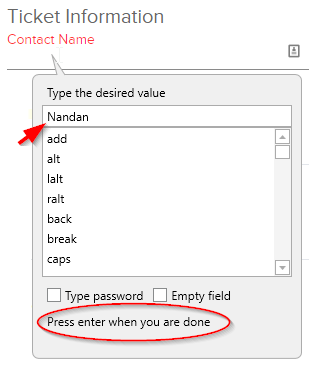 Ticket Information
Contact Name
Type the desired value
Nandan
add
alt
lalt
ralt
back
break
caps
Type password Empty field
Press enter when you are done